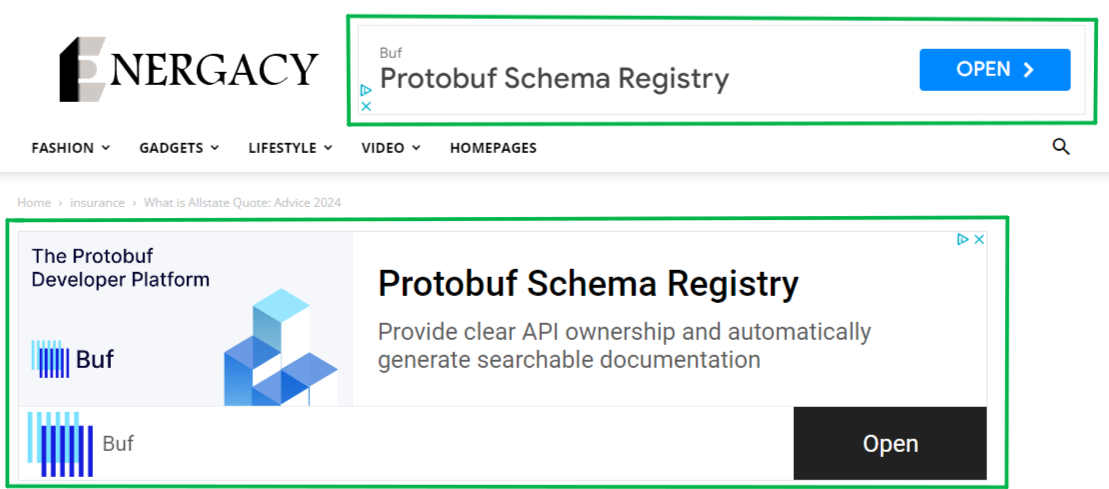 ENERGACY
Buf
Protobuf Schema Registry
OPEN
FASHION GADGETS LIFESTYLE VIDEO HOMEPAGES
Home › insurance › What is Allstate Quote: Advice 2024
The Protobuf
Developer Platform
Buf
Protobuf Schema Registry
Provide clear API ownership and automatically
generate searchable documentation
Buf
Open